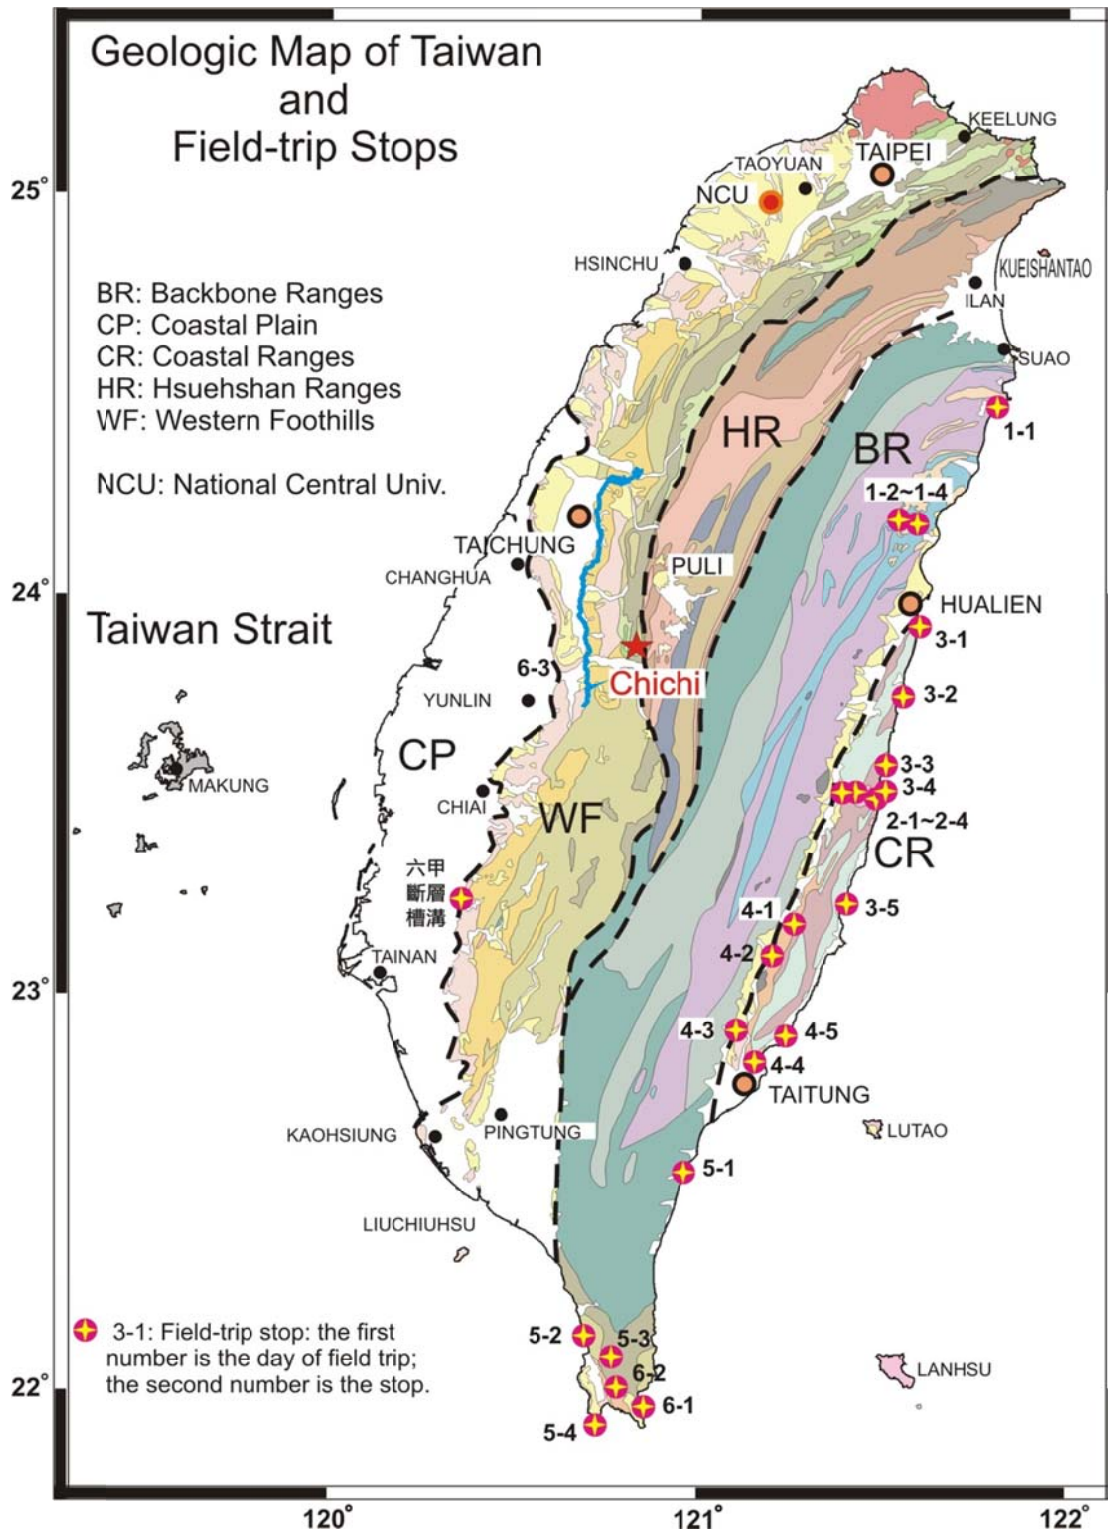 Geologic Map of Taiwan
and
Field-trip Stops
KEELUNG
TAIPEI
TAOYUAN
25°
NCU
HSINCHU
KUEISHANTAO
ILAN
BR: Backbone Ranges
CP: Coastal Plain
CR: Coastal Ranges
HR: Hsuehshan Ranges
WF: Western Foothills
NCU: National Central Univ.
SUAO
1-1
HR
BR
1-2~1-4
TAICHUNG
CHANGHUA
PULI
24°
HUALIEN
Taiwan Strait
3-1
6-3
Chichi
3-2
YUNLIN
CP
MAKUNG
3-3
3-4
CHIAI
WF
2-1~2-4
CR
六甲
斷層
槽溝
3-5
4-1
4-2
TAINAN
23°
4-3
4-5
4-4
TAITUNG
KAOHSIUNG
PINGTUNG
LUTAO
5-1
LIUCHIUHSU
3-1: Field-trip stop: the first
number is the day of field trip;
the second number is the stop.
5-2
5-3
6-2
LANHSU
22°
6-1
5-4
120°
121°
122°